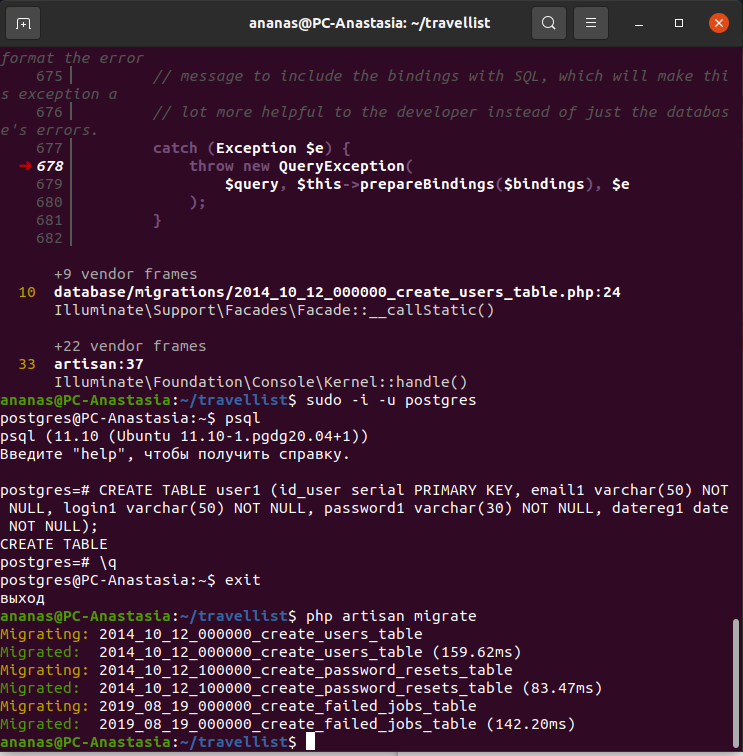 ananas@PC-Anastasia: ~/travellist
format the error
675 // message to include the bindings with SQL, which will make thi
s exception a
676 // lot more helpful to the developer instead of just the databas
e's errors.
677 catch (Exception $e) {
➜ 678 throw new QueryException(
679 $query, $this->prepareBindings($bindings), $e
680 );
681 }
682
+9 vendor frames
10 database/migrations/2014_10_12_000000_create_users_table.php:24
Illuminate\Support\Facades\Facade::__callStatic()
+22 vendor frames
33 artisan:37
Illuminate\Foundation\Console\Kernel::handle()
ananas@PC-Anastasia:~/travellist$ sudo -i -u postgres
postgres@PC-Anastasia:~$ psql
psql (11.10 (Ubuntu 11.10-1.pgdg20.04+1))
Введите "help", чтобы получить справку.
postgres=# CREATE TABLE user1 (id_user serial PRIMARY KEY, email1 varchar(50) NOT
NULL, login1 varchar(50) NOT NULL, password1 varchar(30) NOT NULL, datereg1 date
NOT NULL);
CREATE TABLE
postgres=# \q
postgres@PC-Anastasia:~$ exit
выход
ananas@PC-Anastasia:~/travellist$ php artisan migrate
Migrating: 2014_10_12_000000_create_users_table
Migrated: 2014_10_12_000000_create_users_table (159.62ms)
Migrating: 2014_10_12_100000_create_password_resets_table
Migrated: 2014_10_12_100000_create_password_resets_table (83.47ms)
Migrating: 2019_08_19_000000_create_failed_jobs_table
Migrated: 2019_08_19_000000_create_failed_jobs_table (142.20ms)
ananas@PC-Anastasia:~/travellist$